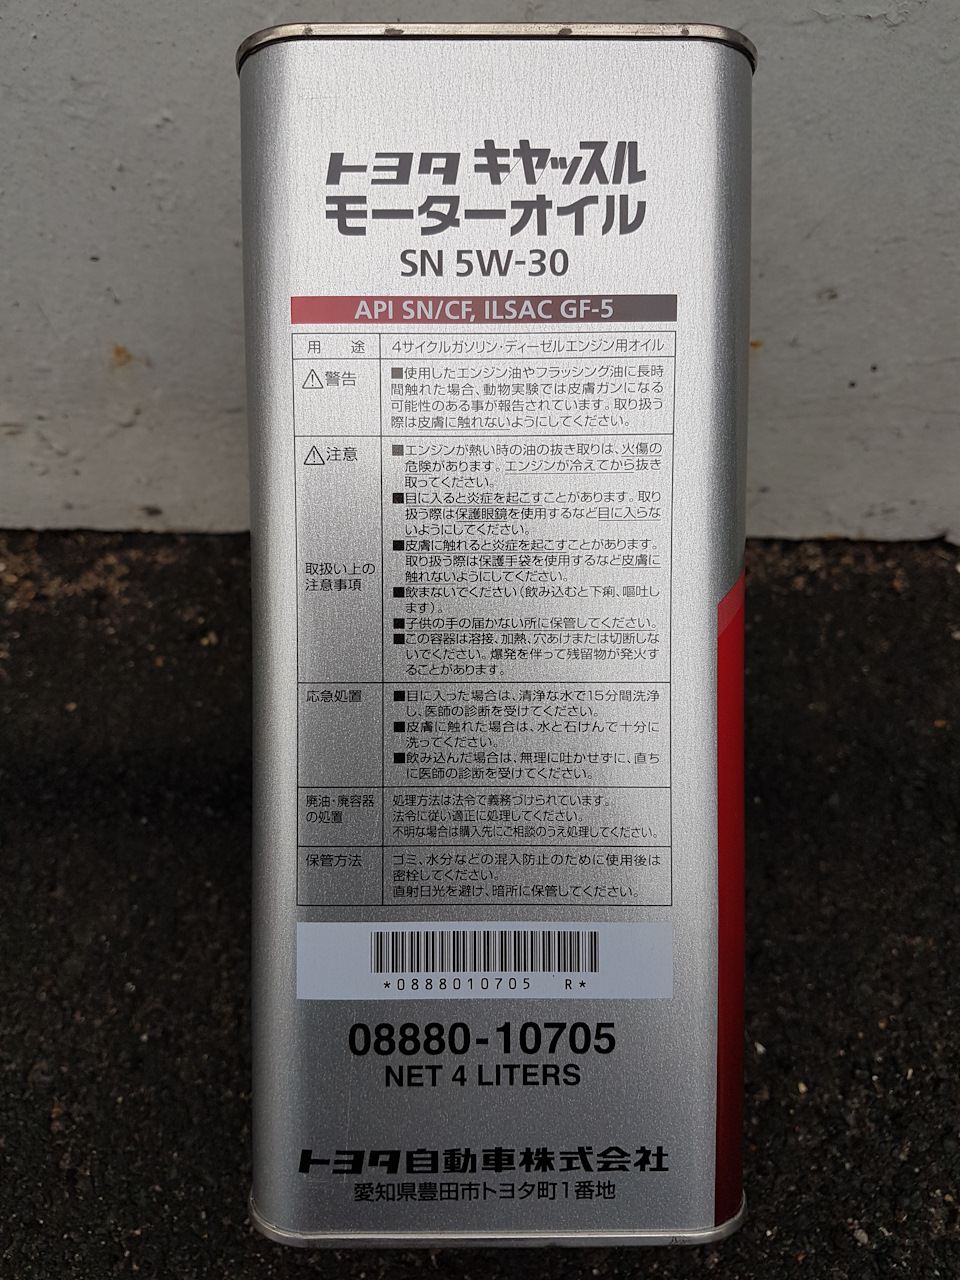 トヨタ キヤッスル
モーターオイル
SN 5W-30
API SN/CF, ILSAC GF-5
用 途 4サイクルガソリン・ディーゼルエンジン用オイル
⚠警告 ■使用したエンジン油やフラッシング油に長時
間触れた場合、動物実験では皮膚ガンになる
可能性のある事が報告されています。取り扱う
際は皮膚に触れないようにしてください。
⚠注意 ■エンジンが熱い時の油の抜き取りは、火傷の
危険があります。エンジンが冷えてから抜き
取ってください。
■目に入ると炎症を起こすことがあります。取り
扱う際は保護眼鏡を使用するなど目に入らな
いようにしてください。
■皮膚に触れると炎症を起こすことがあります。
取り扱う際は保護手袋を使用するなど皮膚に
触れないようにしてください。
取扱い上の
注意事項
■飲まないでください(飲み込むと下痢、嘔吐し
ます)。
■子供の手の届かない所に保管してください。
■この容器は溶接、加熱、穴あけまたは切断しな
いでください。爆発を伴って残留物が発火す
ることがあります。
応急処置 ■目に入った場合は、清浄な水で15分間洗浄
し、医師の診断を受けてください。
■皮膚に触れた場合は、水と石けんで十分に
洗ってください。
■飲み込んだ場合は、無理に吐かせずに、直ち
に医師の診断を受けてください。
廃油・廃容器
の処置
処理方法は法令で義務づけられています。
法令に従い適正に処理してください。
不明な場合は購入先にご相談のうえ処理してください。
保管方法 ゴミ、水分などの混入防止のために使用後は
密栓してください。
直射日光を避け、暗所に保管してください。
*0888010705 R*
08880-10705
NET 4 LITERS
トヨタ自動車株式会社
愛知県豊田市トヨタ町1番地